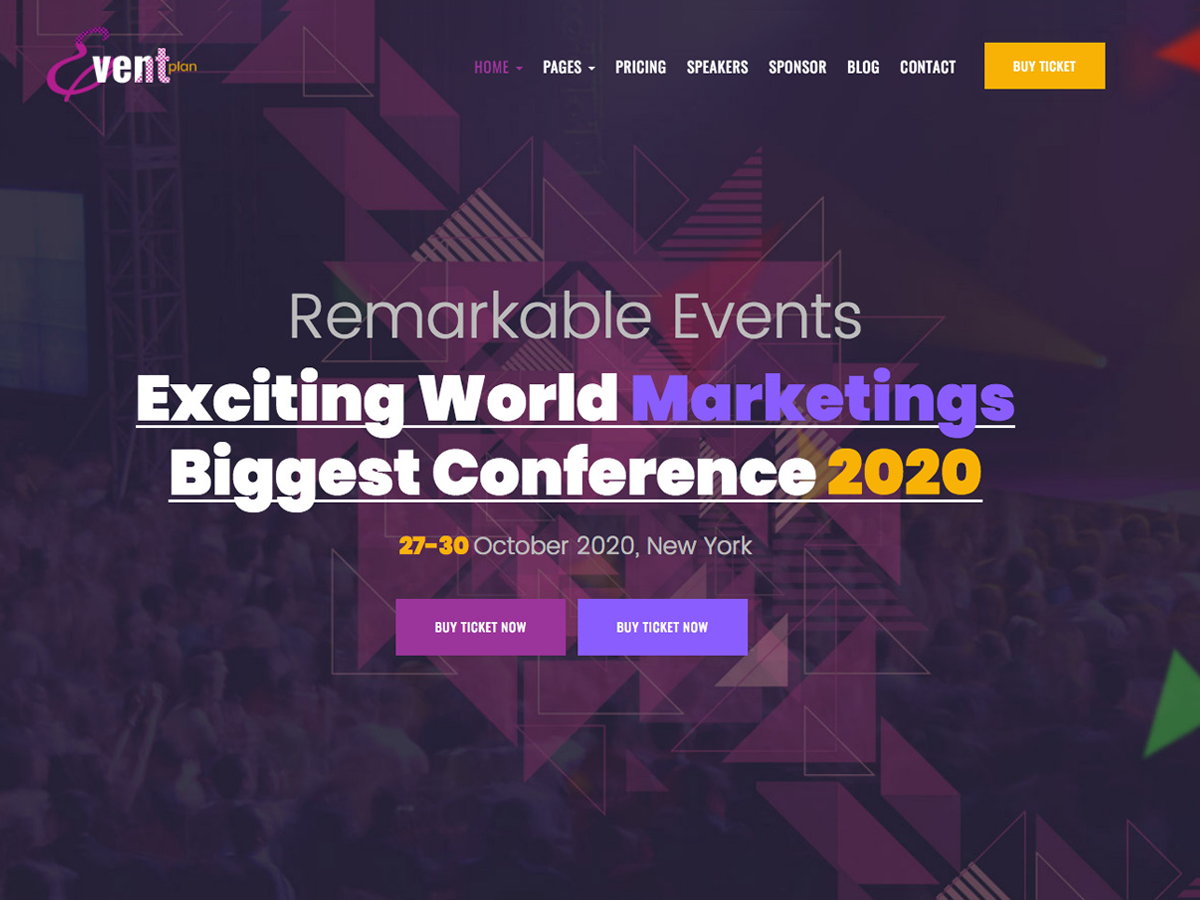 Event plan
HOME PAGES PRICING SPEAKERS SPONSOR BLOG CONTACT BUY TICKET
Remarkable Events
Exciting World Marketings
Biggest Conference 2020
27-30 October 2020, New York
BUY TICKET NOW BUY TICKET NOW